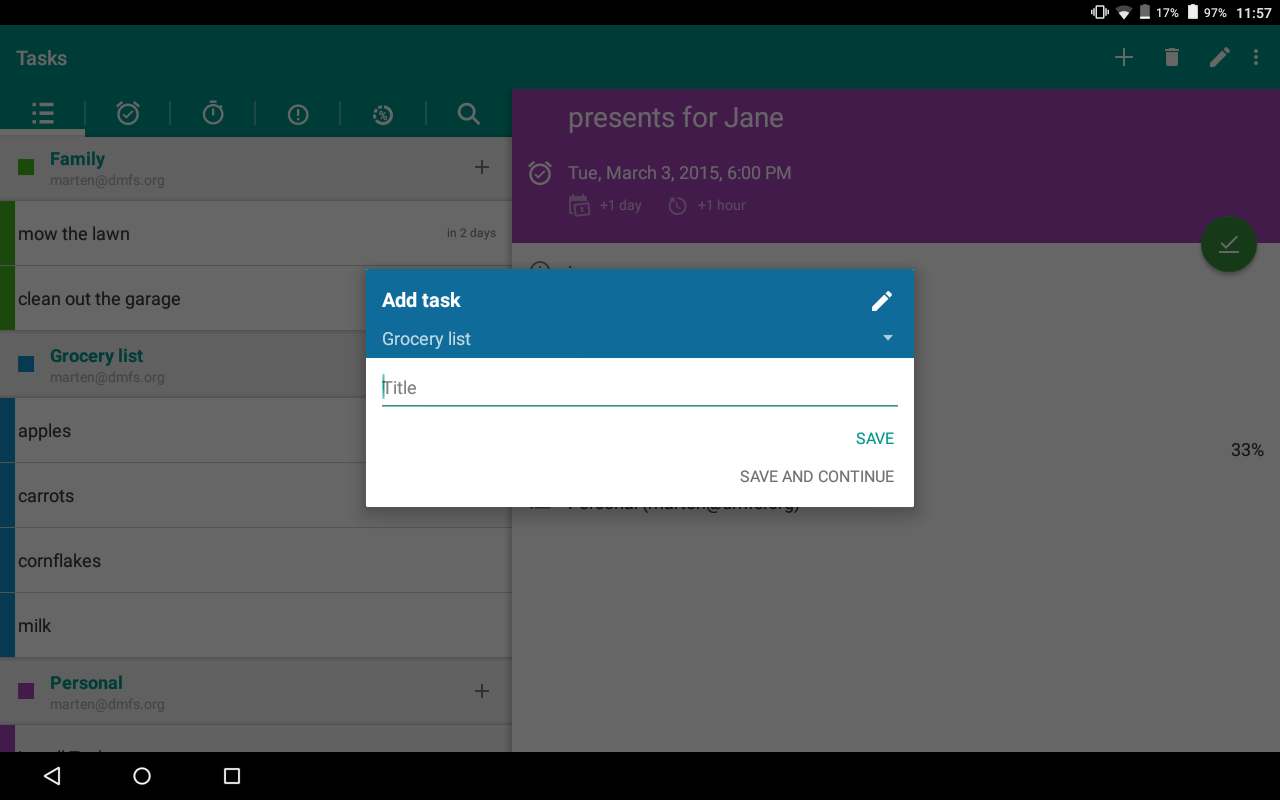 17% 97% 11:57
Tasks
Family
marten@dmfs.org
mow the lawn
in 2 days
clean out the garage
Grocery list
marten@dmfs.org
apples
carrots
cornflakes
milk
Personal
marten@dmfs.org
presents for Jane
Tue, March 3, 2015, 6:00 PM
+1 day +1 hour
33%
Personal (marten@dmfs.org)
Add task
Grocery list
Title
SAVE
SAVE AND CONTINUE